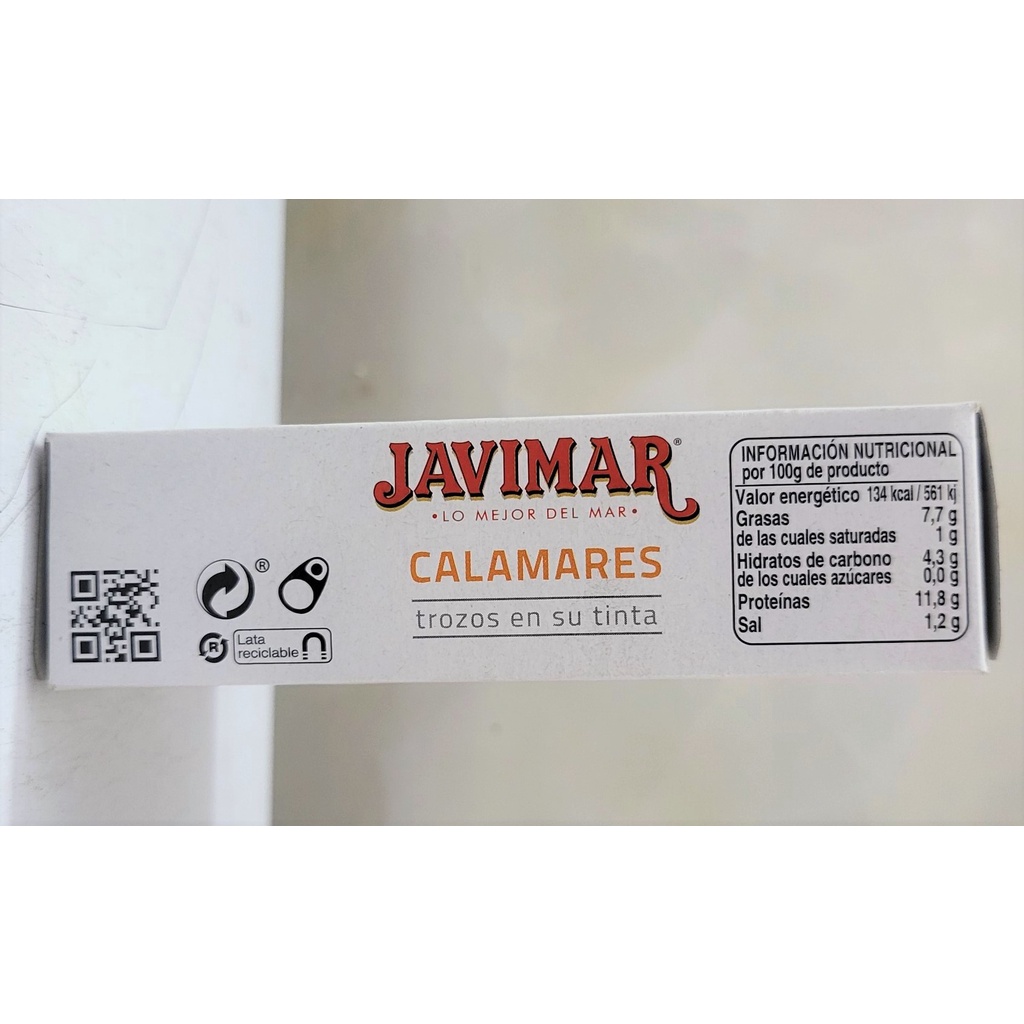 JAVIMAR®
•LO MEJOR DEL MAR•
CALAMARES
trozos en su tinta
®
R
Lata
reciclable
INFORMACIÓN NUTRICIONAL
por 100g de producto
Valor energético 134 kcal / 561 kj
Grasas 7,7 g
de las cuales saturadas 1 g
Hidratos de carbono 4,3 g
de los cuales azúcares 0,0 g
Proteínas 11,8 g
Sal 1,2 g